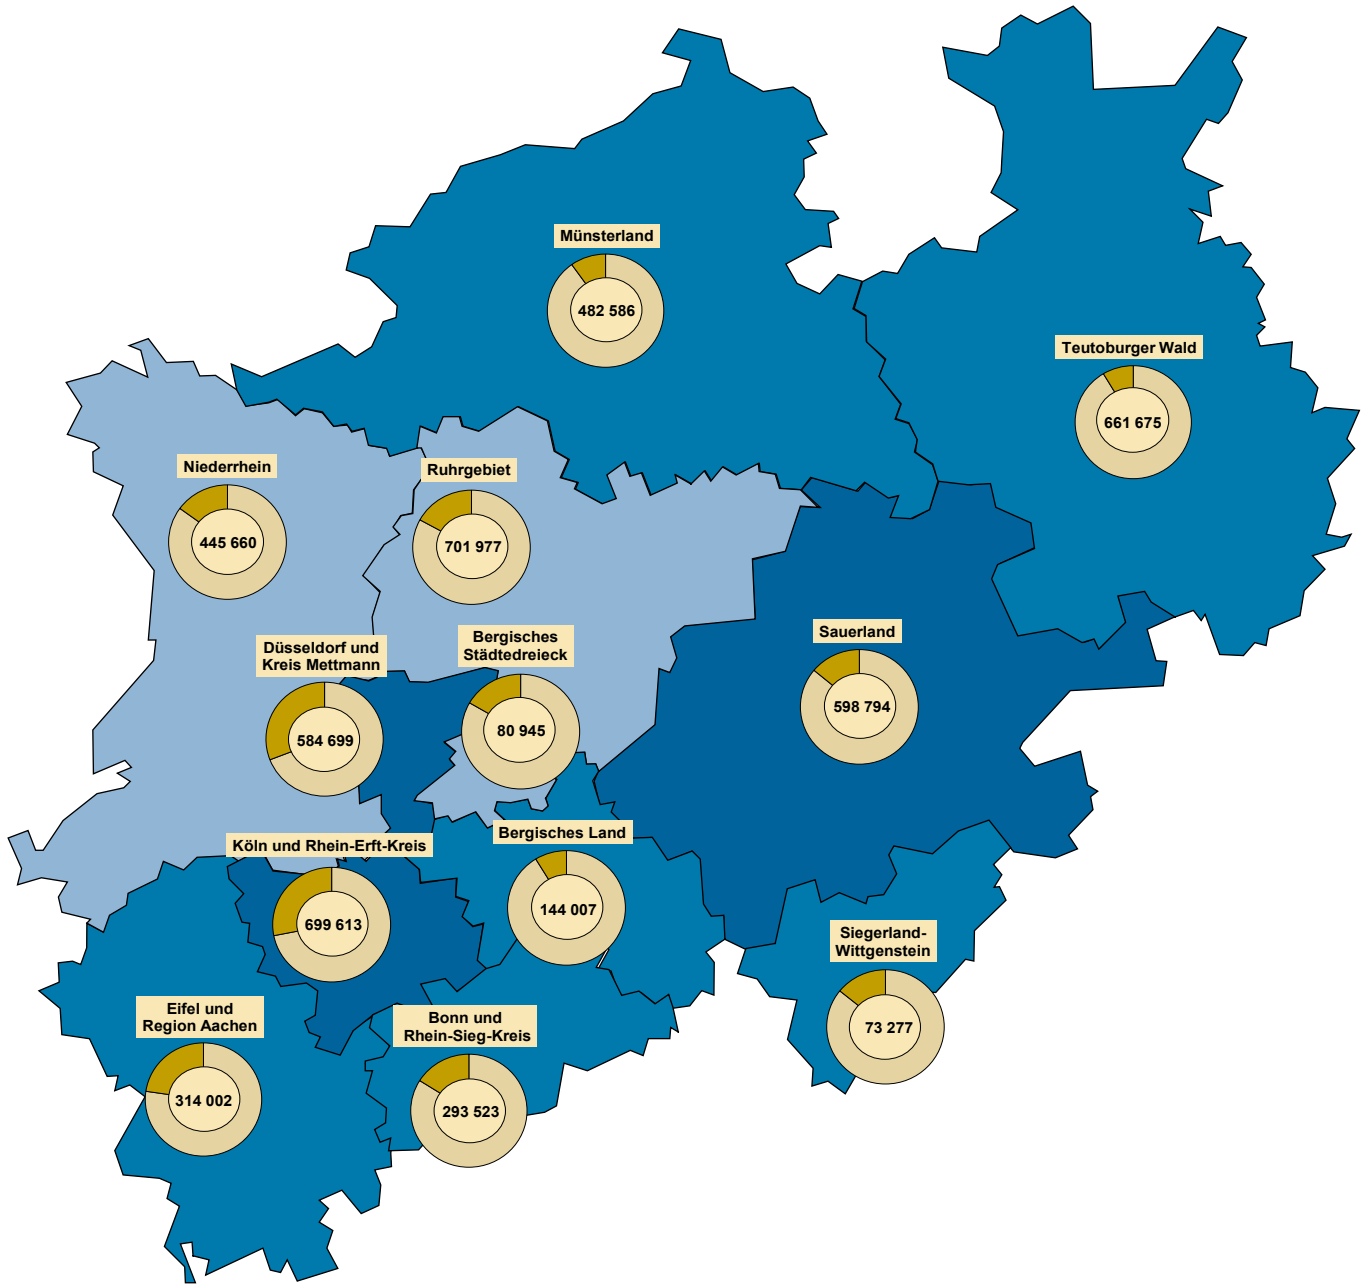 Münsterland
482 586
Teutoburger Wald
661 675
Niederrhein
445 660
Ruhrgebiet
701 977
Sauerland
598 794
Düsseldorf und
Kreis Mettmann
584 699
Bergisches
Städtedreieck
80 945
Köln und Rhein-Erft-Kreis
699 613
Bergisches Land
144 007
Siegerland-
Wittgenstein
73 277
Eifel und
Region Aachen
314 002
Bonn und
Rhein-Sieg-Kreis
293 523